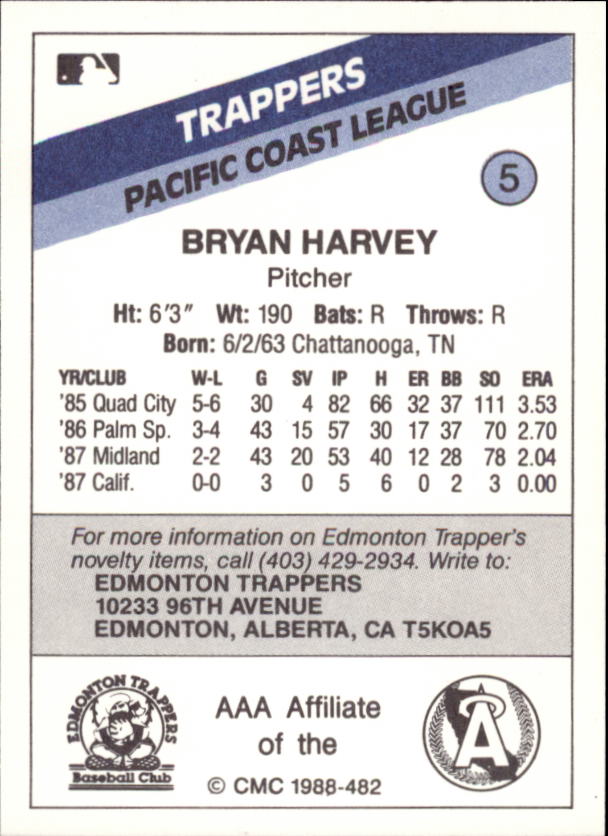 TRAPPERS
PACIFIC COAST LEAGUE
5
BRYAN HARVEY
Pitcher
Ht: 6'3" Wt: 190 Bats: R Throws: R
Born: 6/2/63 Chattanooga, TN
YR/CLUB W-L G SV IP H ER BB SO ERA
'85 Quad City 5-6 30 4 82 66 32 37 111 3.53
'86 Palm Sp. 3-4 43 15 57 30 17 37 70 2.70
'87 Midland 2-2 43 20 53 40 12 28 78 2.04
'87 Calif. 0-0 3 0 5 6 0 2 3 0.00
For more information on Edmonton Trapper's
novelty items, call (403) 429-2934. Write to:
EDMONTON TRAPPERS
10233 96TH AVENUE
EDMONTON, ALBERTA, CA T5KOA5
EDMONTON TRAPPERS
Baseball Club
AAA Affiliate
of the
© CMC 1988-482
A